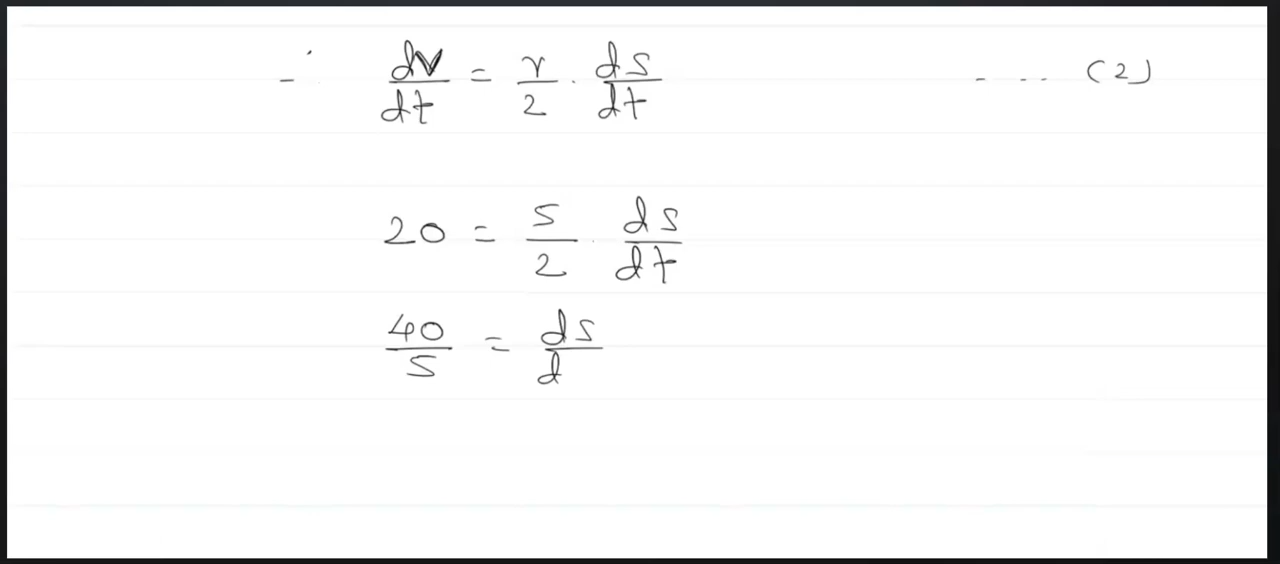 ∴ dv/dt = r/2 · ds/dt .... (2)
20 = 5/2 · ds/dt
40/5 = ds/d